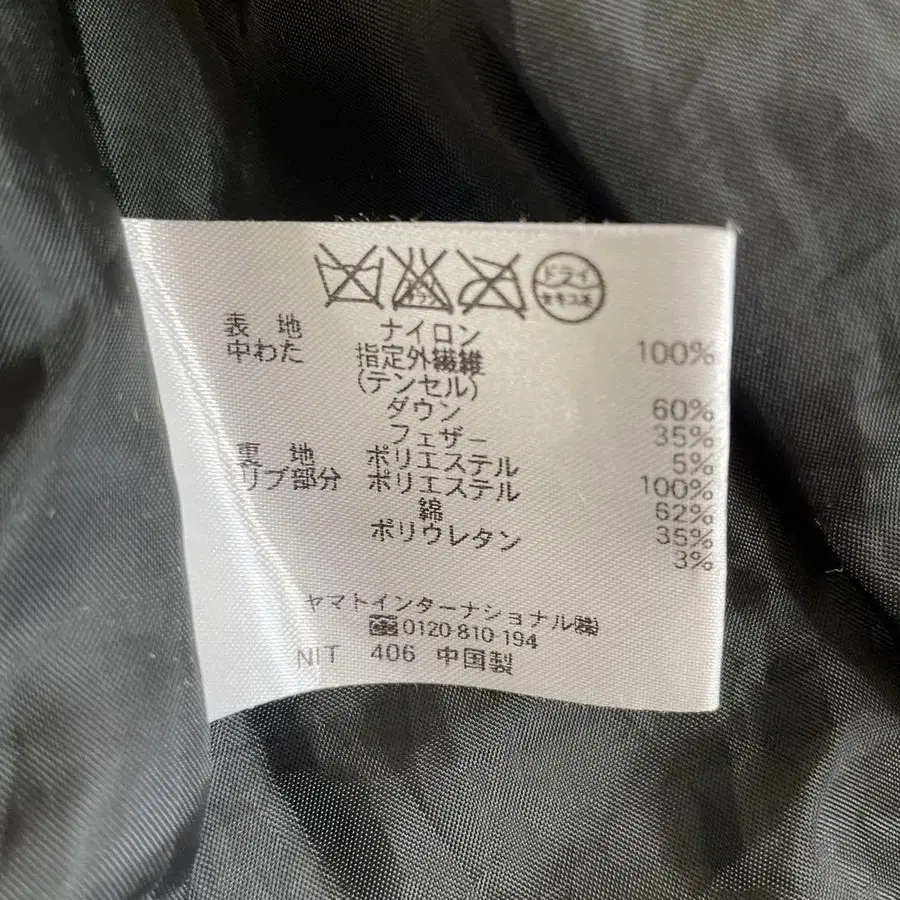 ドライ
セキユ系
表 地 ナイロン 100%
中わた 指定外繊維
(テンセル) 60%
ダウン 35%
フェザー 5%
裏 地 ポリエステル 100%
リブ部分 ポリエステル 62%
綿 35%
ポリウレタン 3%
ヤマトインターナショナル㈱
0120-810-194
NIT 406 中国製